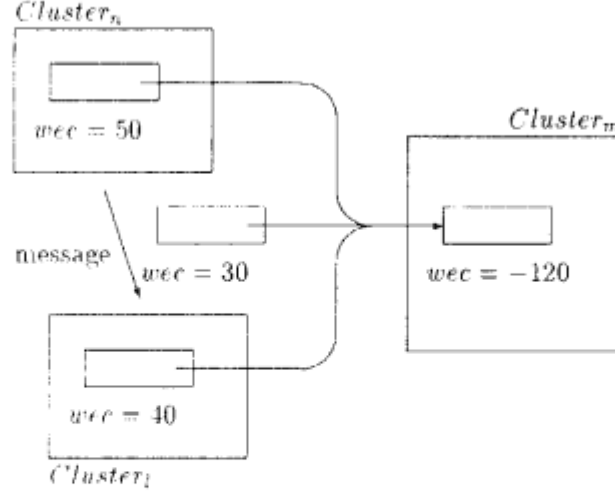 Cluster_n
wec = 50
Cluster_m
message
wec = 30
wec = -120
wec = 40
Cluster_l